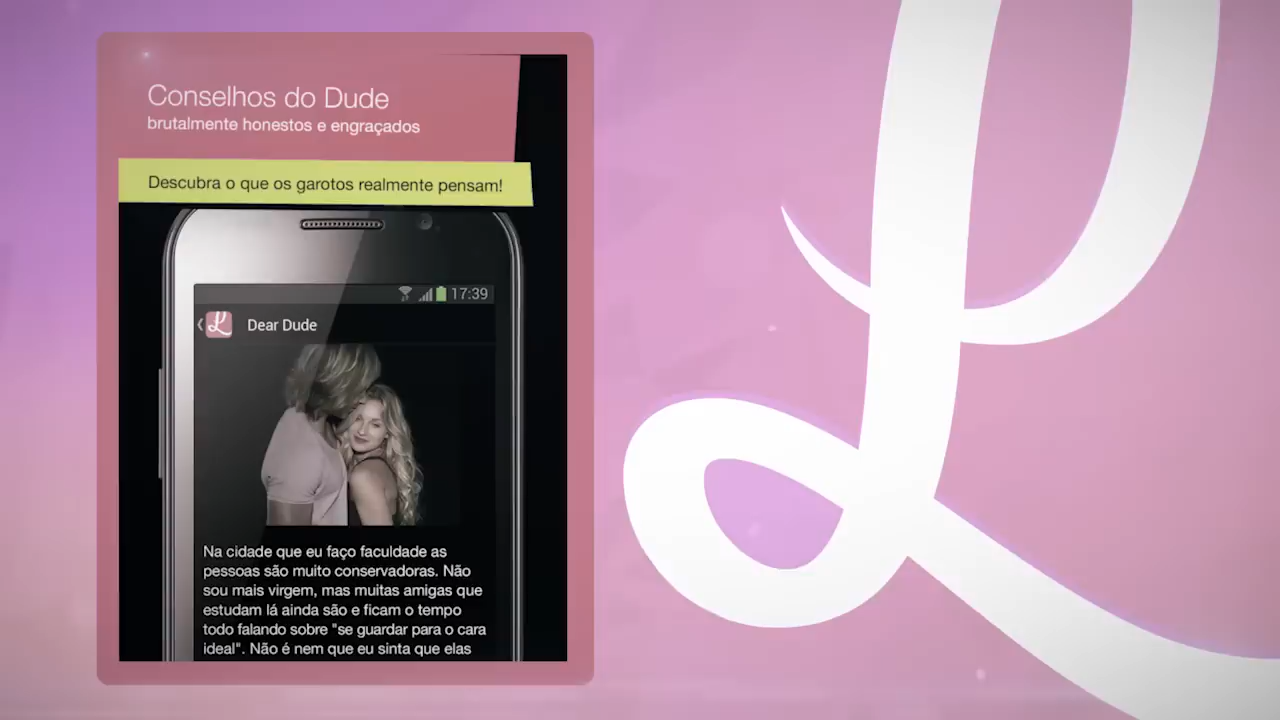 Conselhos do Dude
brutalmente honestos e engraçados
Descubra o que os garotos realmente pensam!
17:39
L
Dear Dude
Na cidade que eu faço faculdade as
pessoas são muito conservadoras. Não
sou mais virgem, mas muitas amigas que
estudam lá ainda são e ficam o tempo
todo falando sobre "se guardar para o cara
ideal". Não é nem que eu sinta que elas
L